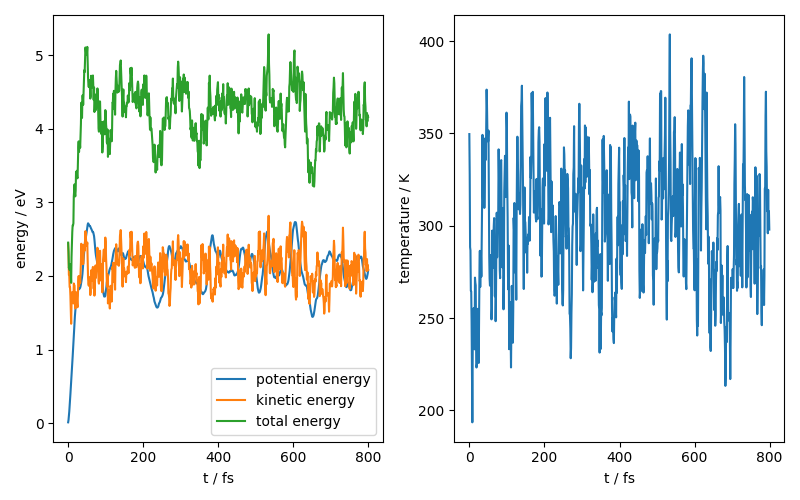 energy / eV
5
4
3
2
1
0
0 200 400 600 800
t / fs
potential energy
kinetic energy
total energy
temperature / K
400
350
300
250
200
0 200 400 600 800
t / fs